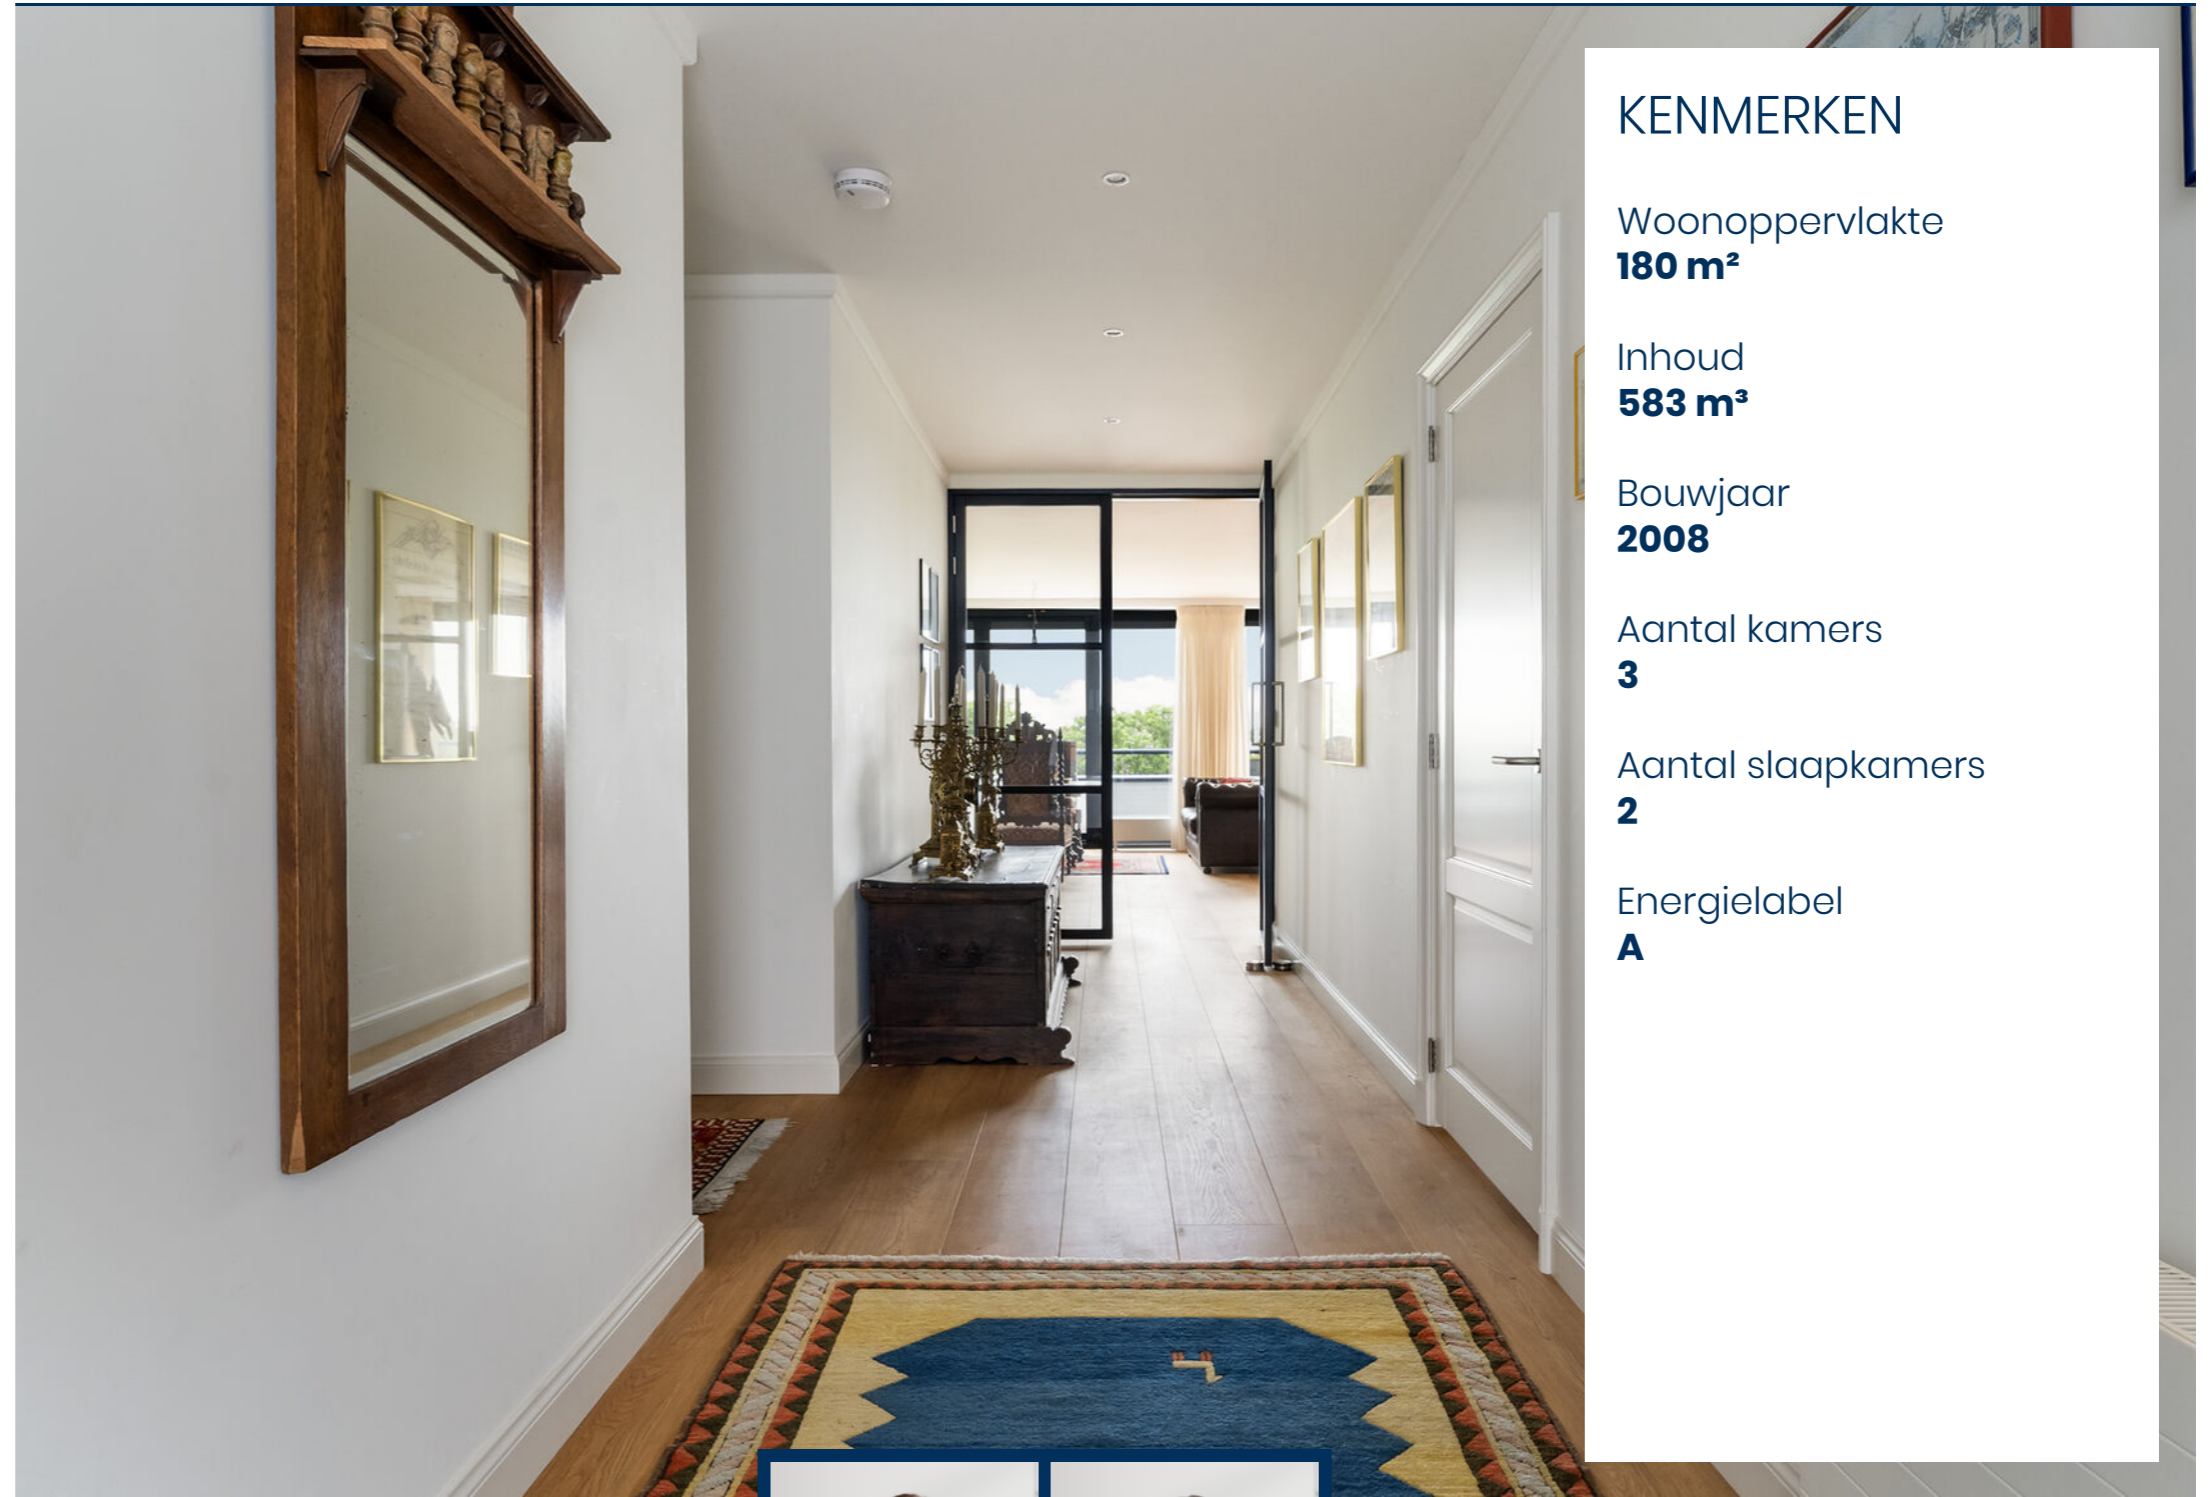 KENMERKEN
Woonoppervlakte
180 m²
Inhoud
583 m³
Bouwjaar
2008
Aantal kamers
3
Aantal slaapkamers
2
Energielabel
A